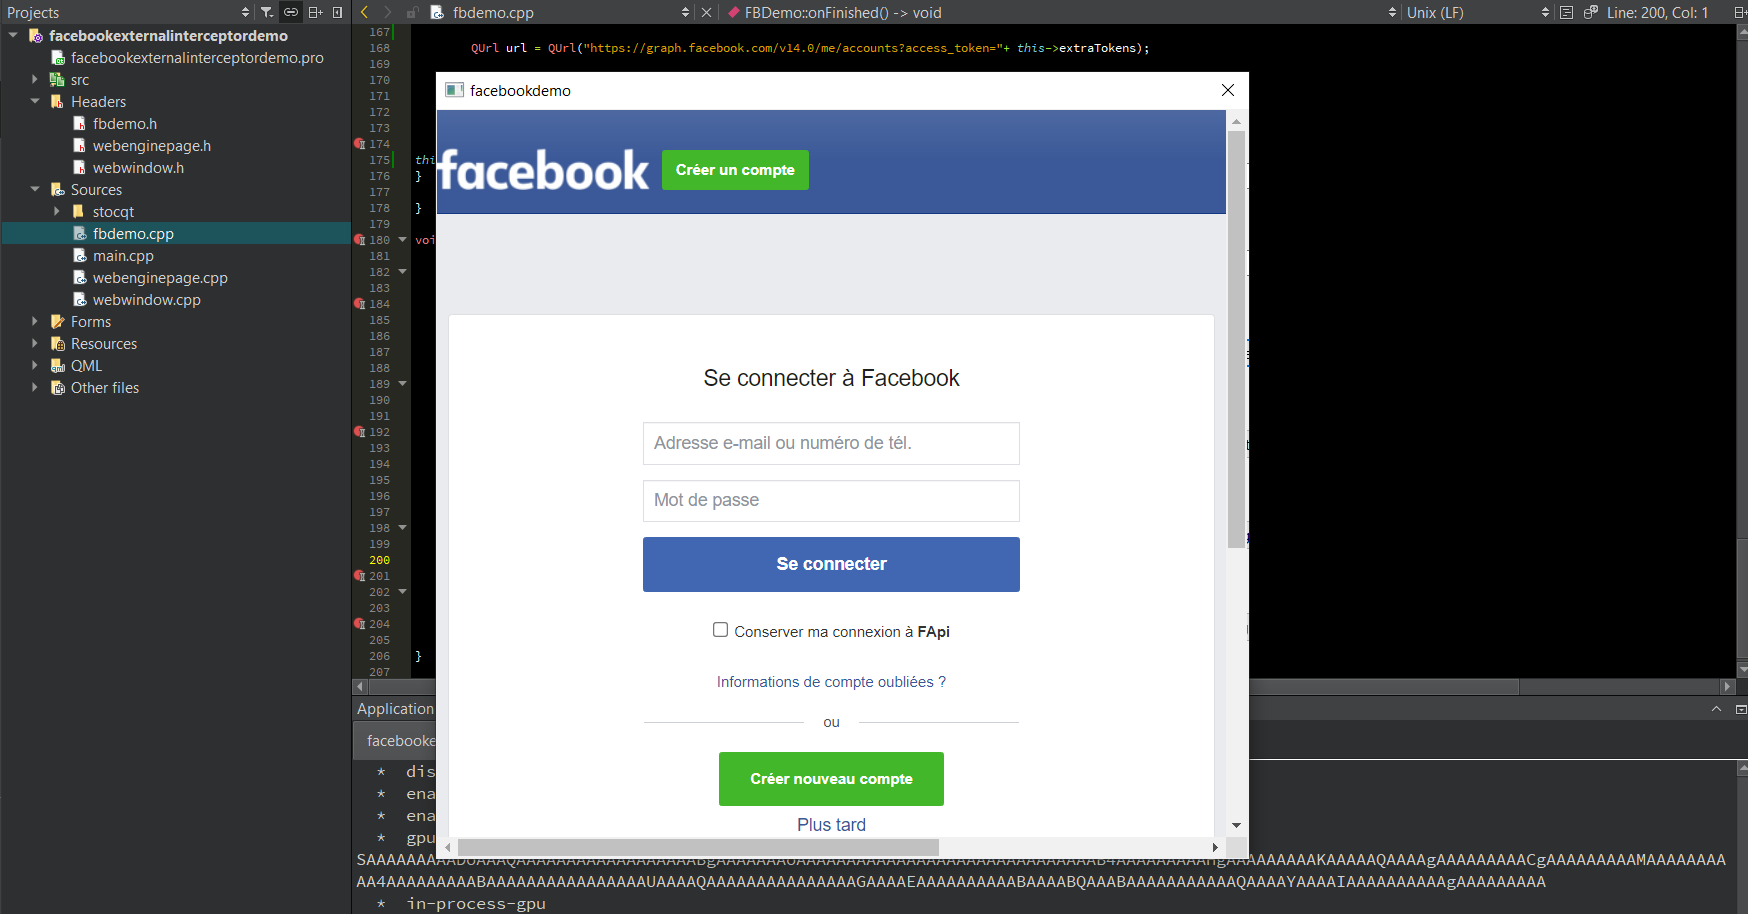 Projects
fbdemo.cpp
FBDemo::onFinished() -> void
Unix (LF)
Line: 200, Col: 1
facebookexternalinterceptordemo
facebookexternalinterceptordemo.pro
src
Headers
fbdemo.h
webenginepage.h
webwindow.h
Sources
stocqt
fbdemo.cpp
main.cpp
webenginepage.cpp
webwindow.cpp
Forms
Resources
QML
Other files
167
168 QUrl url = QUrl("https://graph.facebook.com/v14.0/me/accounts?access_token="+ this->extraTokens);
169
170
171
172
173
174
175 thi
176 }
177
178 }
179
180 voi
181
182
183
184
185
186
187
188
189
190
191
192
193
194
195
196
197
198
199
200
201
202
203
204
205
206 }
207
facebookdemo
facebook
Créer un compte
Se connecter à Facebook
Adresse e-mail ou numéro de tél.
Mot de passe
Se connecter
Conserver ma connexion à FApi
Informations de compte oubliées ?
ou
Créer nouveau compte
Plus tard
Application
facebooke
* dis
* ena
* ena
* gpu
* in-process-gpu